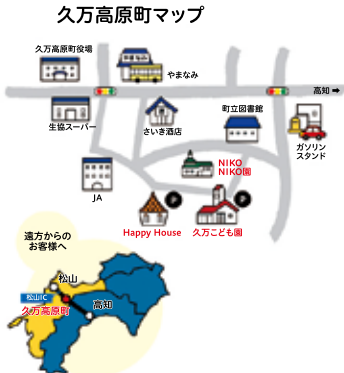 久万高原町マップ
久万高原町役場
やまなみ
高知 ➡
生協スーパー
さいき酒店
町立図書館
ガソリン
スタンド
NIKO
NIKO園
JA
P
P
Happy House
久万こども園
遠方からの
お客様へ
松山
松山IC
久万高原町
高知